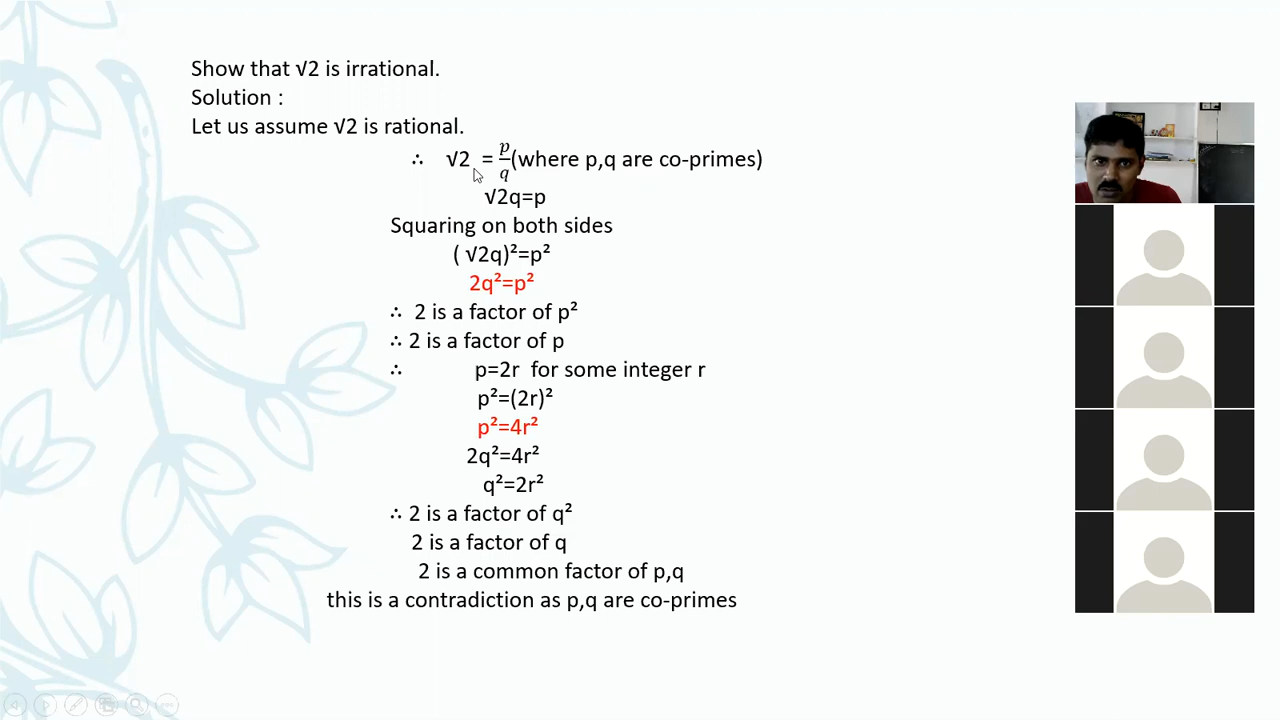 Show that √2 is irrational.
Solution :
Let us assume √2 is rational.
∴ √2 = p/q(where p,q are co-primes)
√2q=p
Squaring on both sides
( √2q)²=p²
2q²=p²
∴ 2 is a factor of p²
∴ 2 is a factor of p
∴ p=2r for some integer r
p²=(2r)²
p²=4r²
2q²=4r²
q²=2r²
∴ 2 is a factor of q²
2 is a factor of q
2 is a common factor of p,q
this is a contradiction as p,q are co-primes